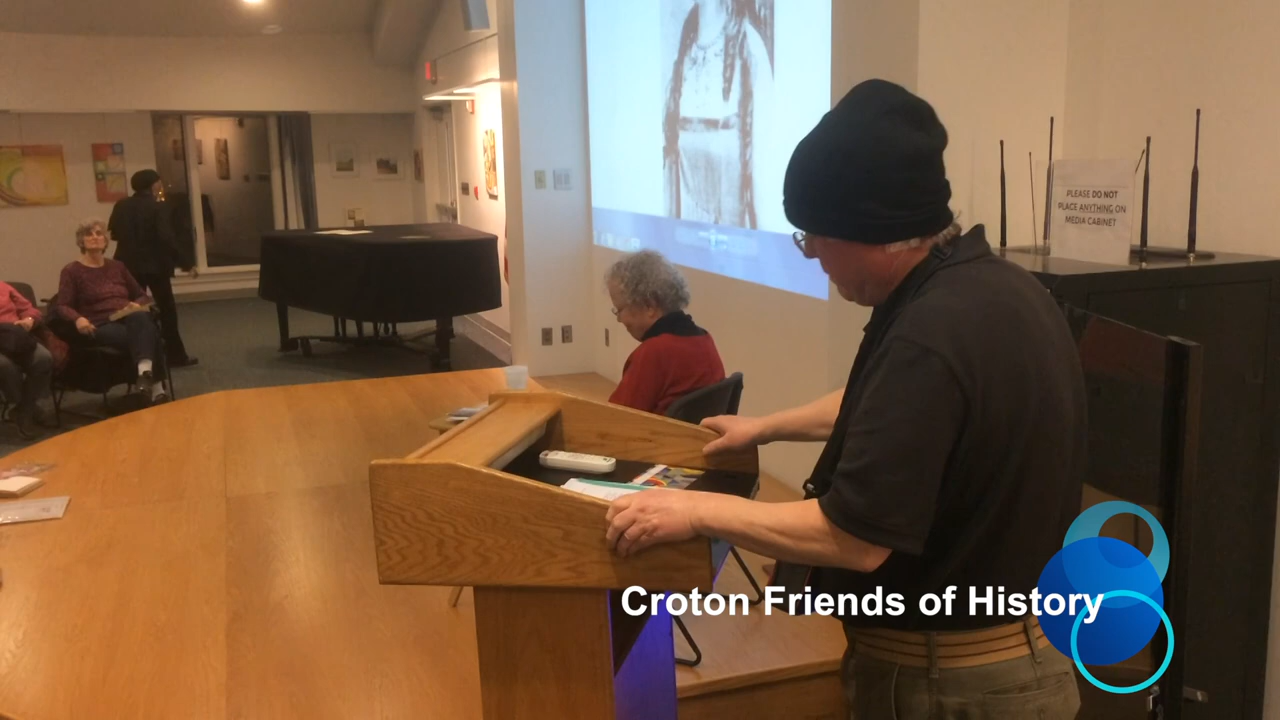 PLEASE DO NOT
PLACE ANYTHING ON
MEDIA CABINET
Croton Friends of History